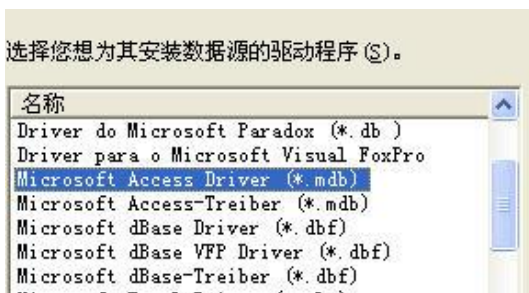 选择您想为其安装数据源的驱动程序(S)。
名称
Driver do Microsoft Paradox (*.db )
Driver para o Microsoft Visual FoxPro
Microsoft Access Driver (*.mdb)
Microsoft Access-Treiber (*.mdb)
Microsoft dBase Driver (*.dbf)
Microsoft dBase VFP Driver (*.dbf)
Microsoft dBase-Treiber (*.dbf)